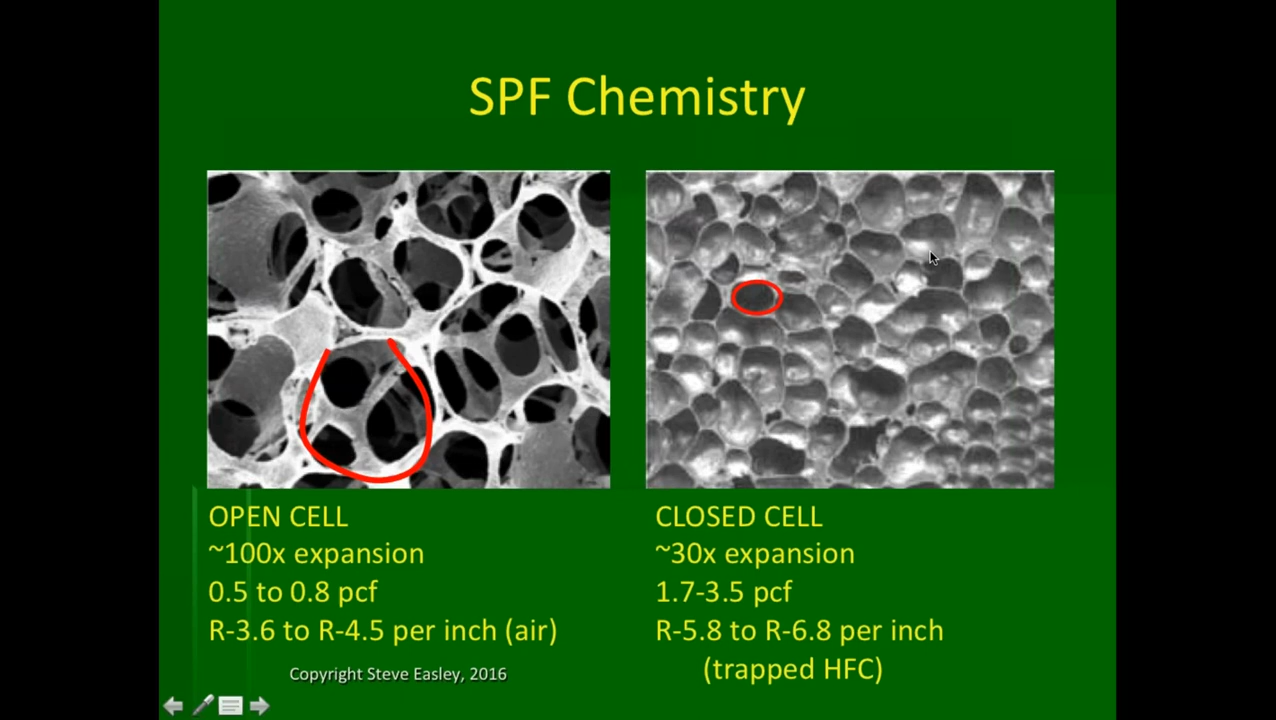 SPF Chemistry
OPEN CELL
~100x expansion
0.5 to 0.8 pcf
R-3.6 to R-4.5 per inch (air)
CLOSED CELL
~30x expansion
1.7-3.5 pcf
R-5.8 to R-6.8 per inch
(trapped HFC)
Copyright Steve Easley, 2016